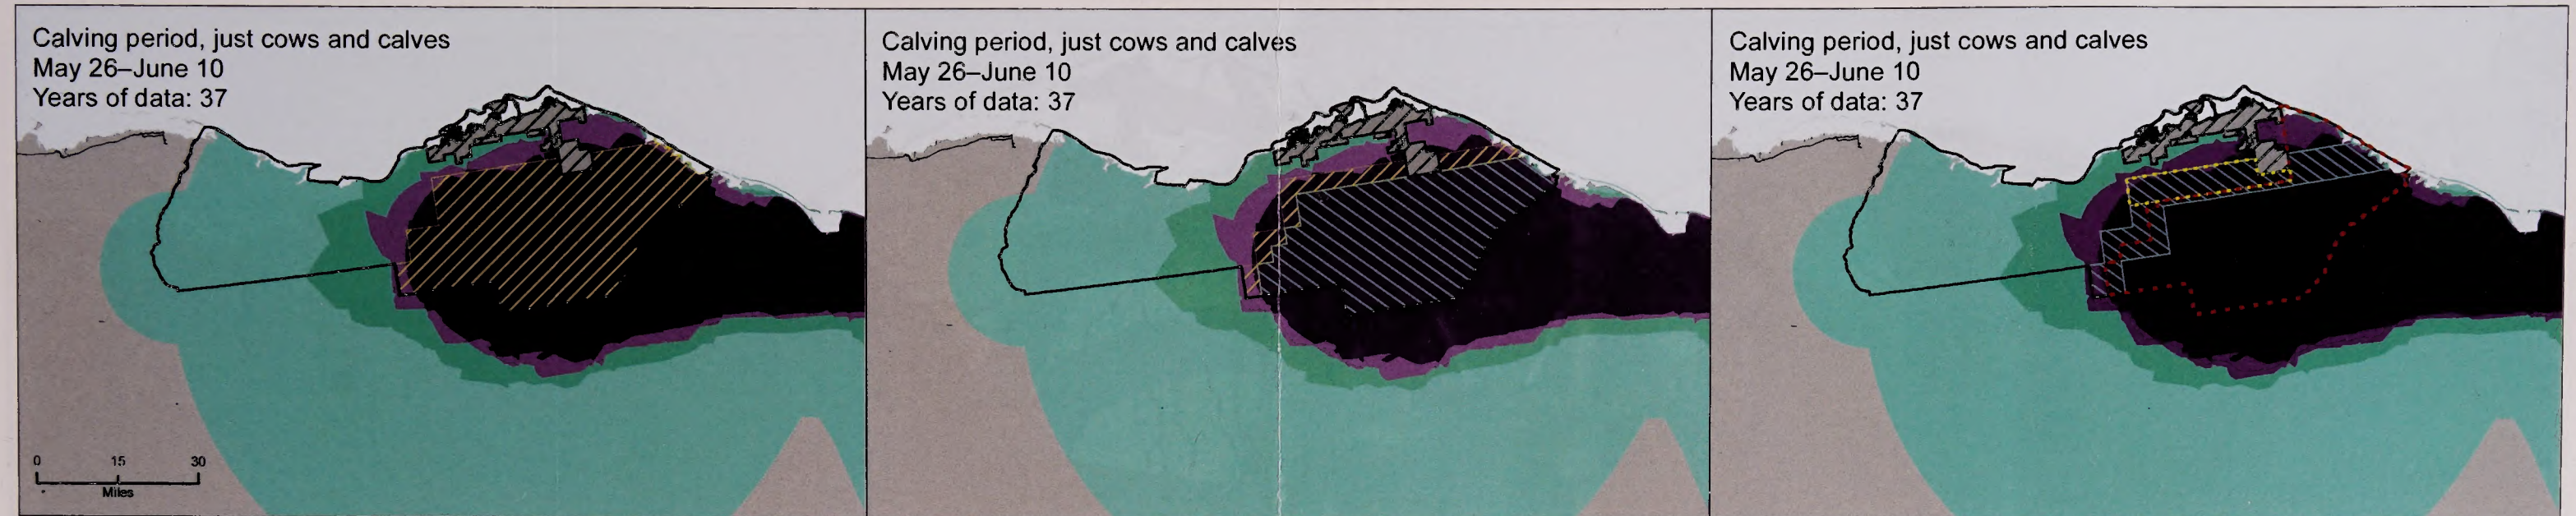 Calving period, just cows and calves
May 26–June 10
Years of data: 37
0 15 30
Miles
Calving period, just cows and calves
May 26–June 10
Years of data: 37
Calving period, just cows and calves
May 26–June 10
Years of data: 37